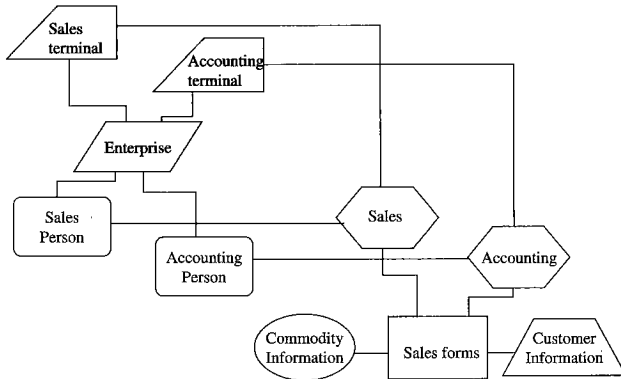 Sales
terminal
Accounting
terminal
Enterprise
Sales
Person
Sales
Accounting
Person
Accounting
Commodity
Information
Sales forms
Customer
Information